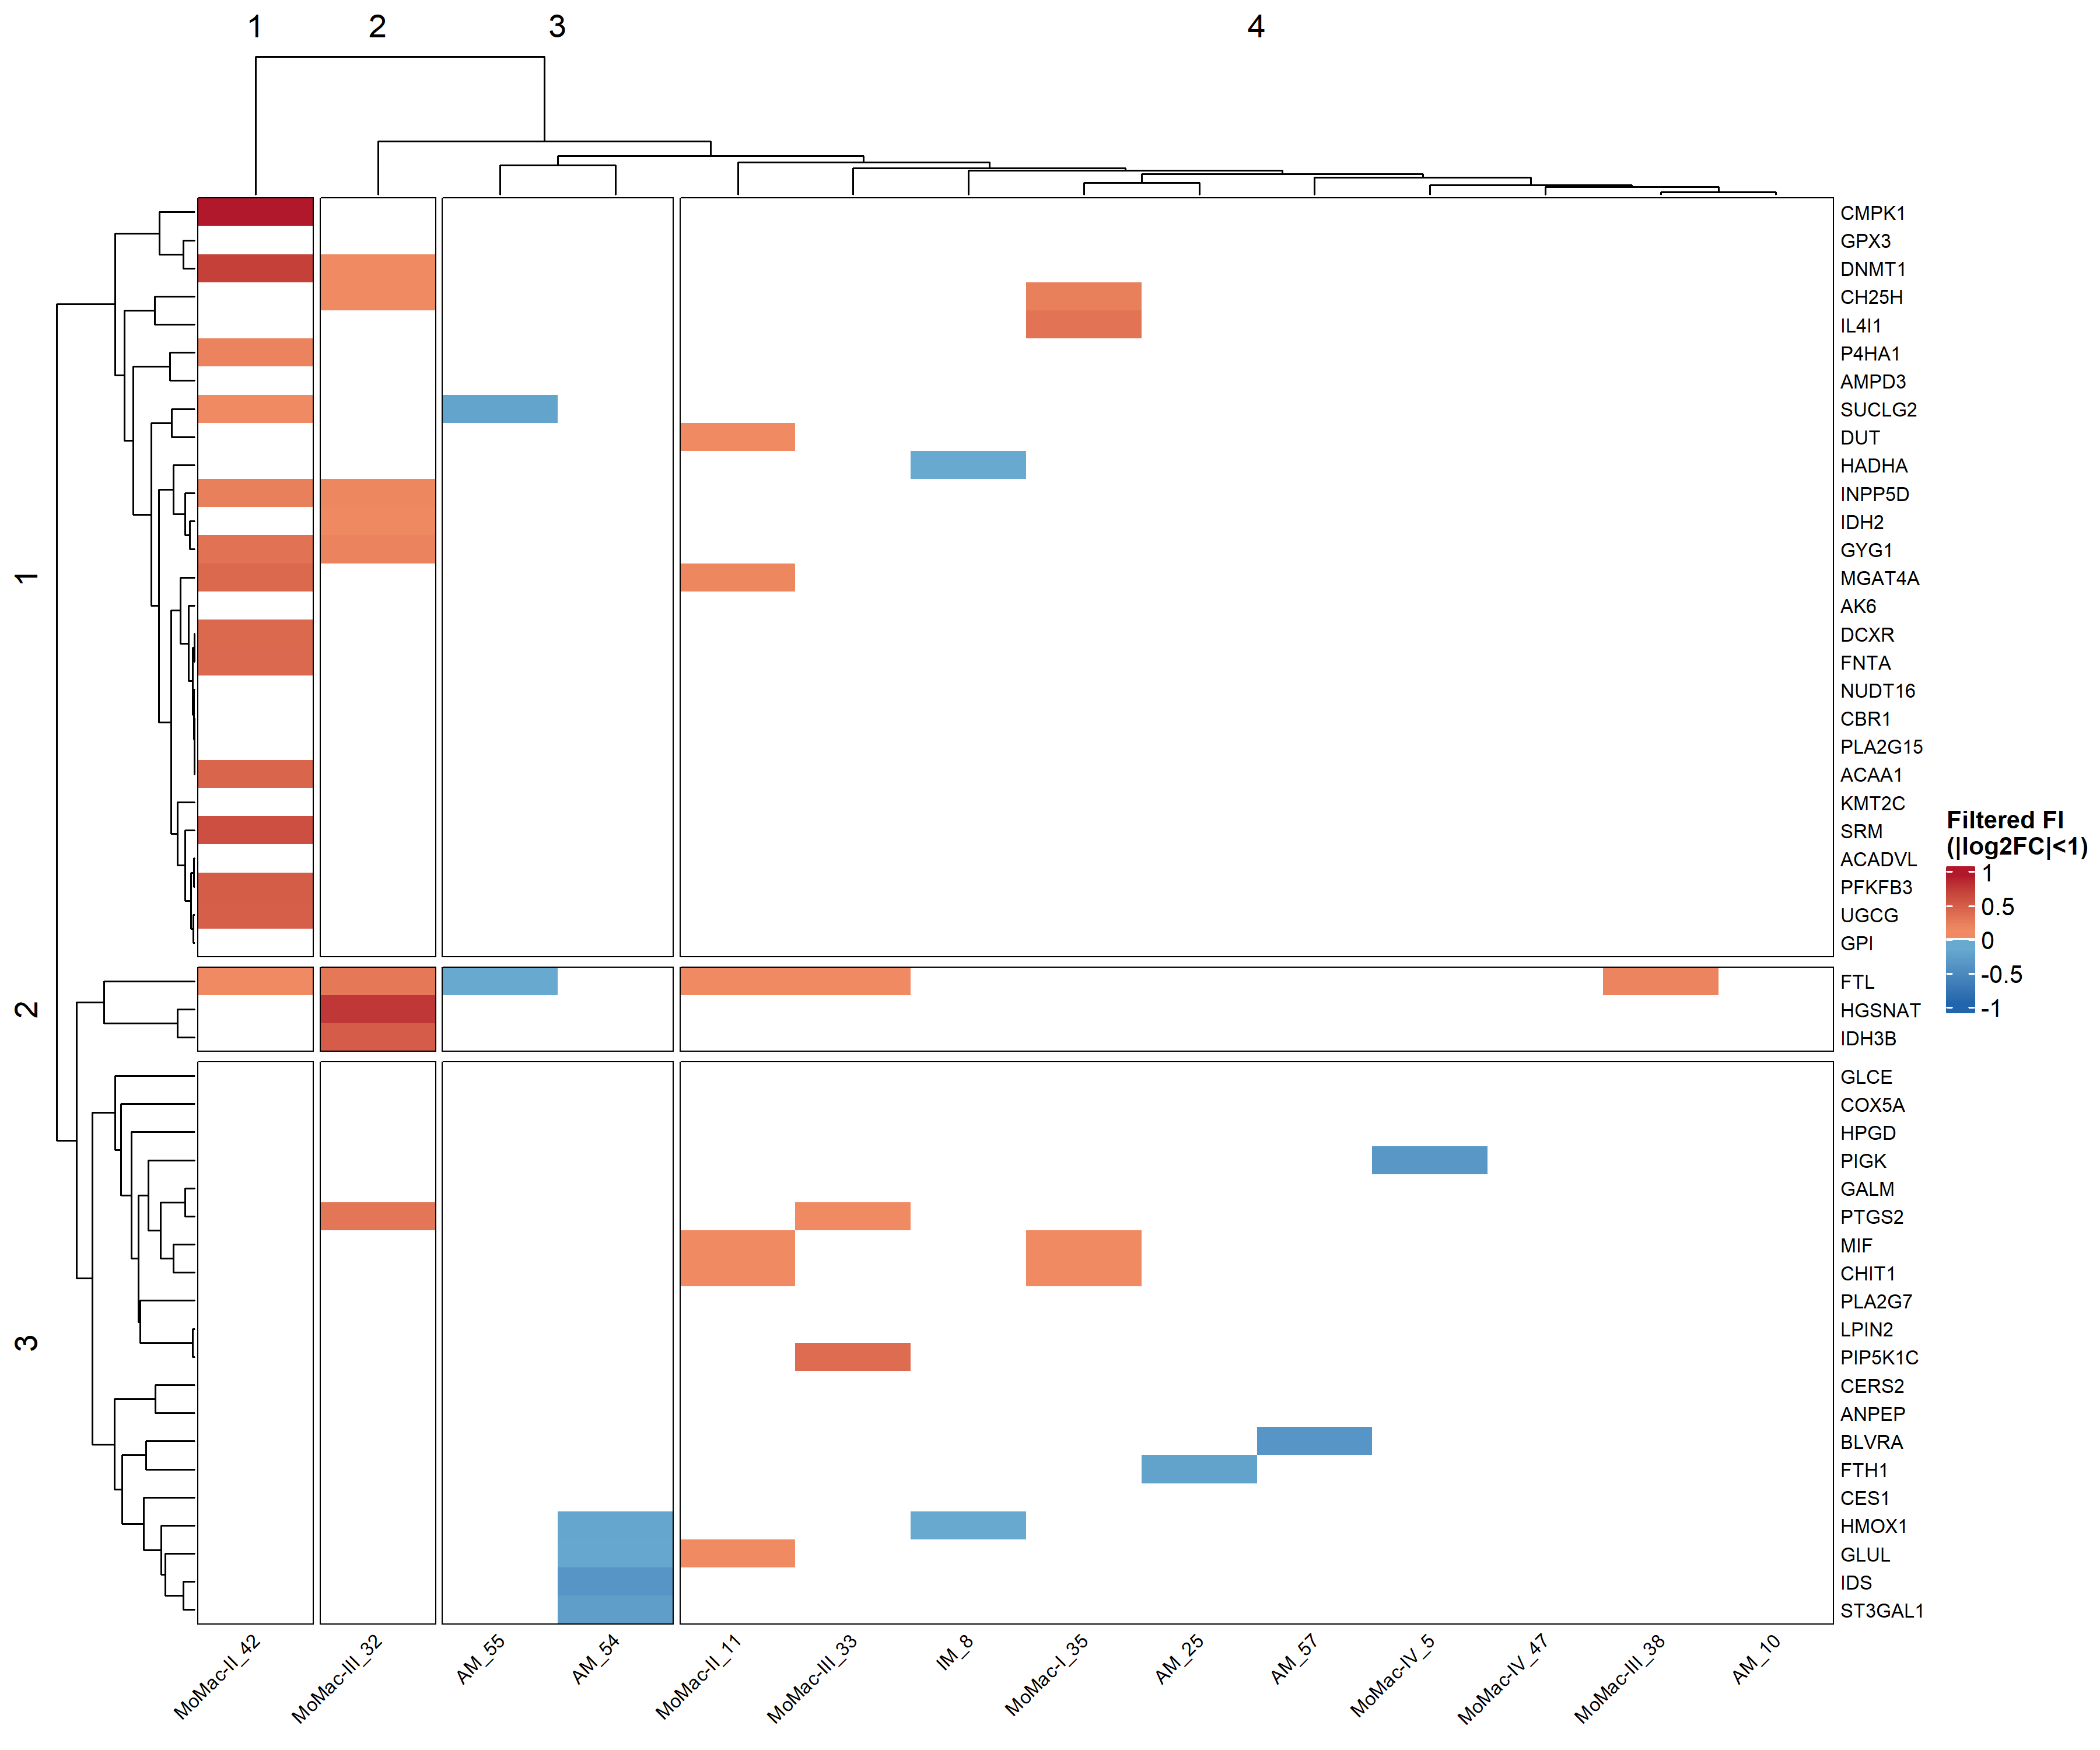 1 2 3 4
CMPK1
GPX3
DNMT1
CH25H
IL4I1
P4HA1
AMPD3
SUCLG2
DUT
HADHA
INPP5D
IDH2
GYG1
MGAT4A
AK6
DCXR
FNTA
NUDT16
CBR1
PLA2G15
ACAA1
KMT2C
SRM
ACADVL
PFKFB3
UGCG
GPI
1
FTL
HGSNAT
IDH3B
2
GLCE
COX5A
HPGD
PIGK
GALM
PTGS2
MIF
CHIT1
PLA2G7
LPIN2
PIP5K1C
CERS2
ANPEP
BLVRA
FTH1
CES1
HMOX1
GLUL
IDS
ST3GAL1
3
MoMac-II_42
MoMac-III_32
AM_55
AM_54
MoMac-II_11
MoMac-III_33
IM_8
MoMac-I_35
AM_25
AM_57
MoMac-IV_5
MoMac-IV_47
MoMac-III_38
AM_10
Filtered FI
(|log2FC|<1)
1
0.5
0
-0.5
-1